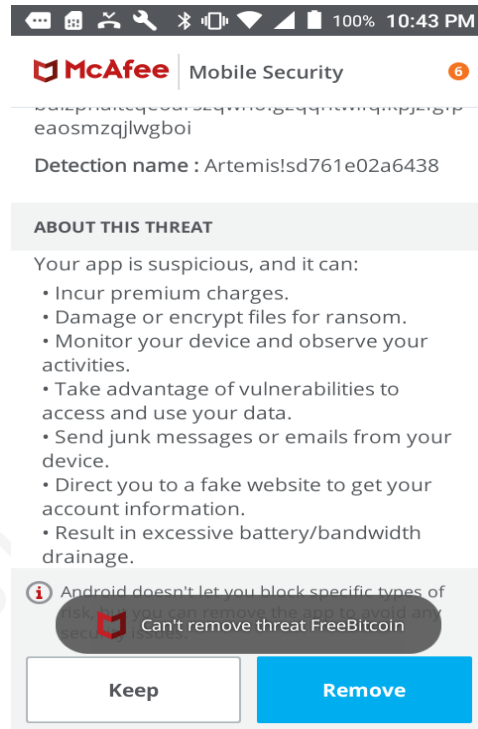 100% 10:43 PM
McAfee Mobile Security 6
eaosmzqjlwgboi
Detection name : Artemis!sd761e02a6438
ABOUT THIS THREAT
Your app is suspicious, and it can:
• Incur premium charges.
• Damage or encrypt files for ransom.
• Monitor your device and observe your
activities.
• Take advantage of vulnerabilities to
access and use your data.
• Send junk messages or emails from your
device.
• Direct you to a fake website to get your
account information.
• Result in excessive battery/bandwidth
drainage.
Android doesn't let you block specific types of
risk, but you can remove the app to avoid any
security issues.
Can't remove threat FreeBitcoin
Keep Remove